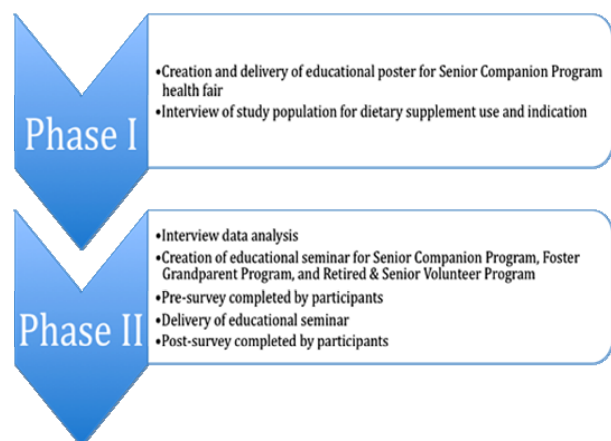 Phase I
•Creation and delivery of educational poster for Senior Companion Program
health fair
•Interview of study population for dietary supplement use and indication
Phase II
•Interview data analysis
•Creation of educational seminar for Senior Companion Program, Foster
Grandparent Program, and Retired & Senior Volunteer Program
•Pre-survey completed by participants
•Delivery of educational seminar
•Post-survey completed by participants